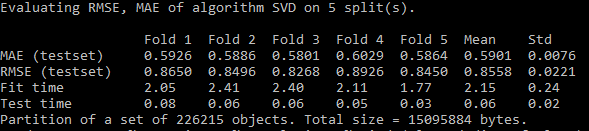 Evaluating RMSE, MAE of algorithm SVD on 5 split(s).
Fold 1 Fold 2 Fold 3 Fold 4 Fold 5 Mean Std
MAE (testset) 0.5926 0.5886 0.5801 0.6029 0.5864 0.5901 0.0076
RMSE (testset) 0.8650 0.8496 0.8268 0.8926 0.8450 0.8558 0.0221
Fit time 2.05 2.41 2.40 2.11 1.77 2.15 0.24
Test time 0.08 0.06 0.06 0.05 0.03 0.06 0.02
Partition of a set of 226215 objects. Total size = 15095884 bytes.